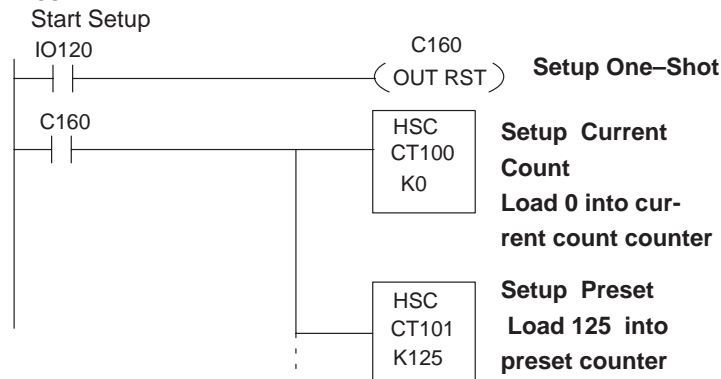 Start Setup
IO120
C160
OUT RST
Setup One–Shot
C160
HSC
CT100
K0
Setup Current
Count
Load 0 into cur-
rent count counter
HSC
CT101
K125
Setup Preset
Load 125 into
preset counter